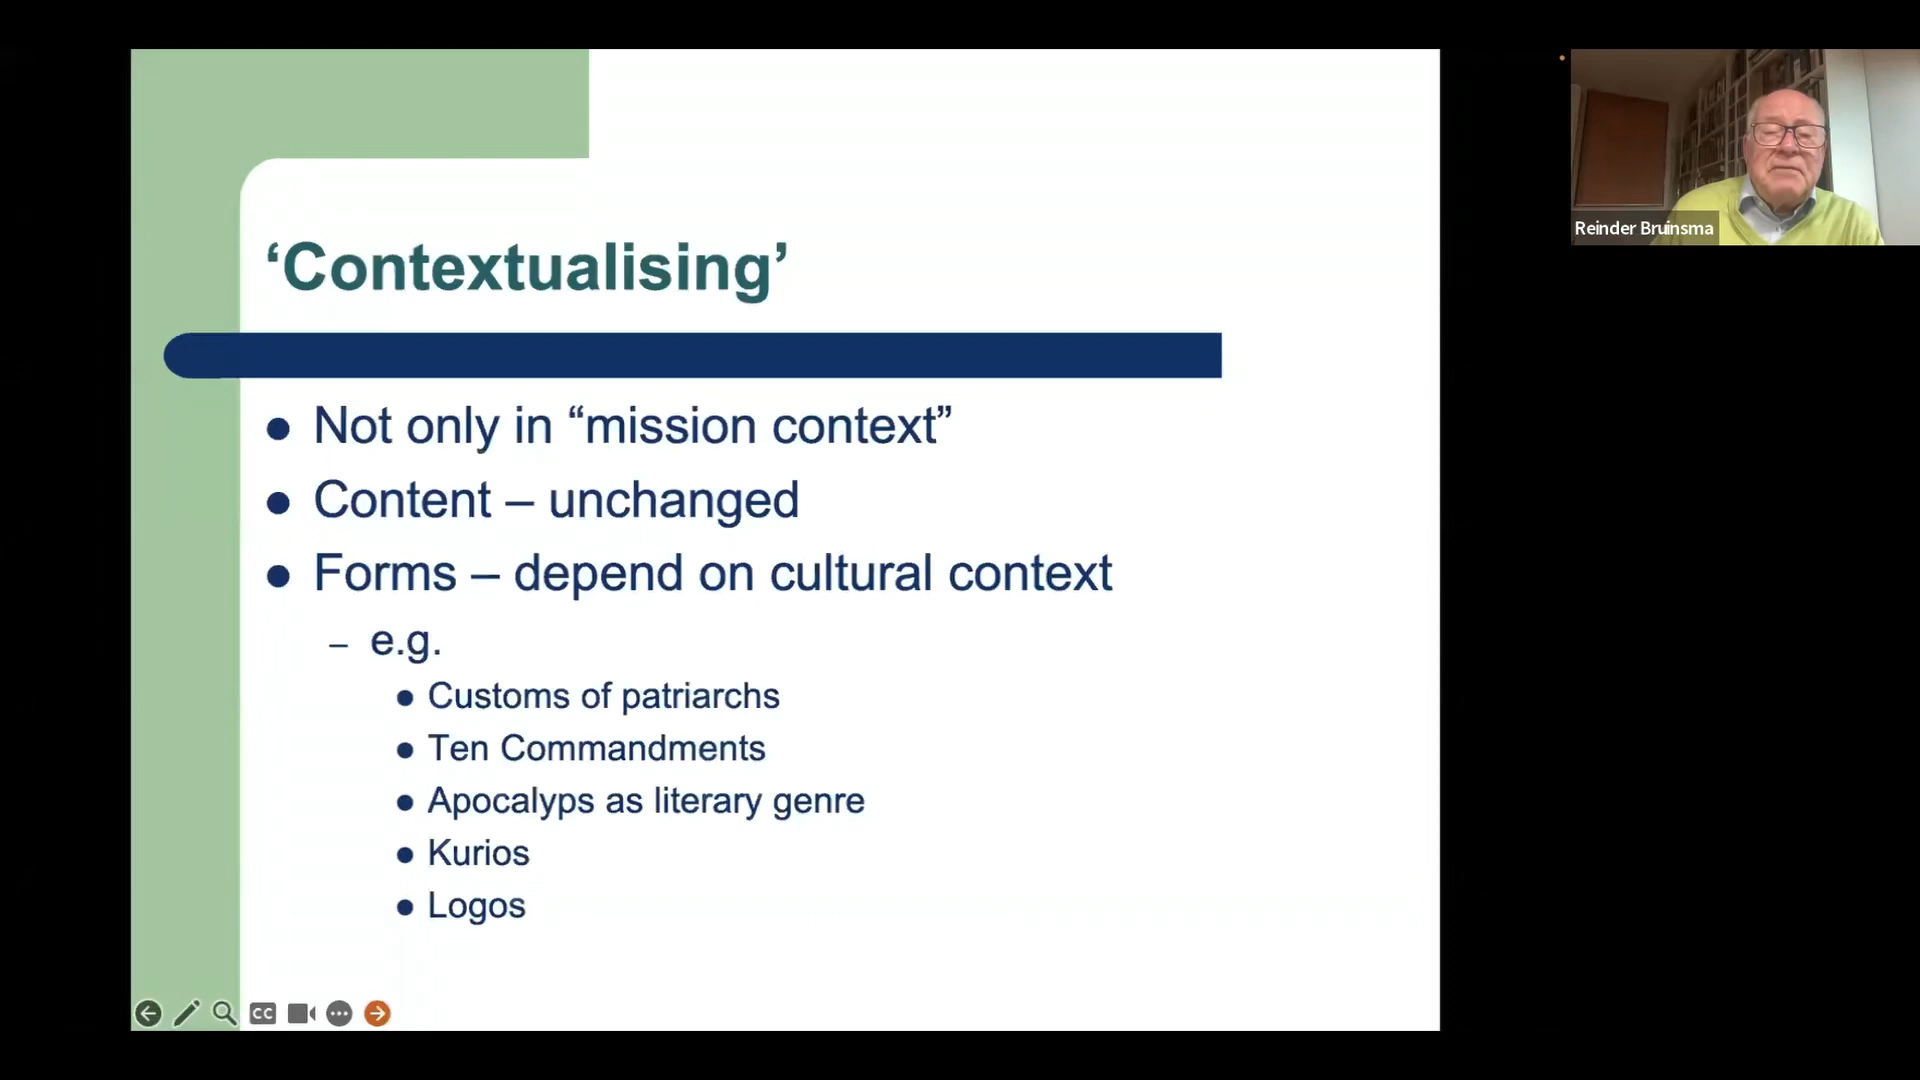 ‘Contextualising’
Not only in “mission context”
Content – unchanged
Forms – depend on cultural context
– e.g.
Customs of patriarchs
Ten Commandments
Apocalyps as literary genre
Kurios
Logos
CC
Reinder Bruinsma